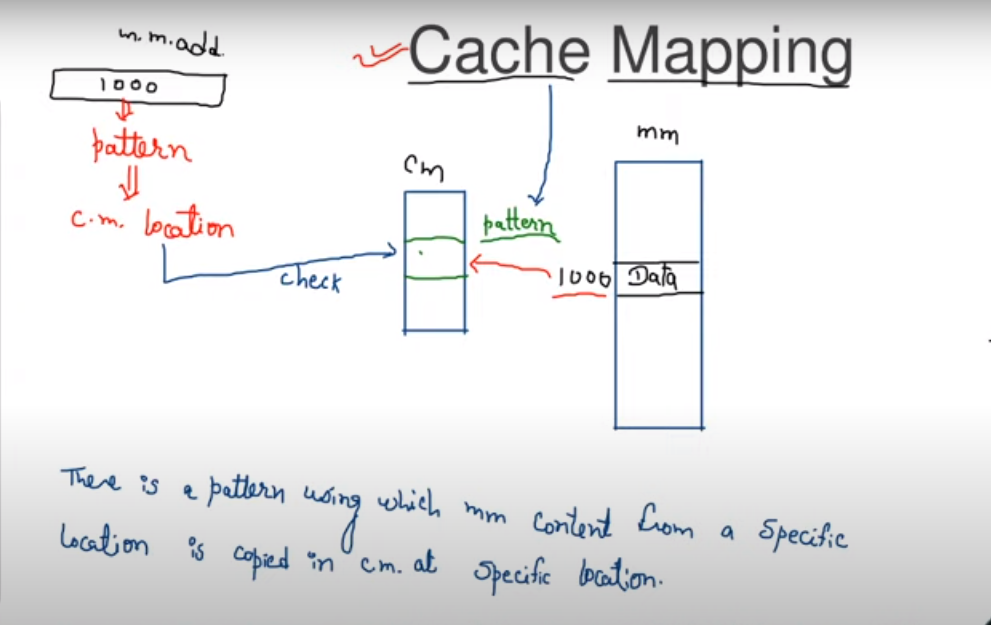 Cache Mapping
m.m.add.
1000
pattern
c.m. location
check
cm
pattern
mm
1000 Data
There is a pattern using which mm content from a specific
location is copied in cm. at specific location.